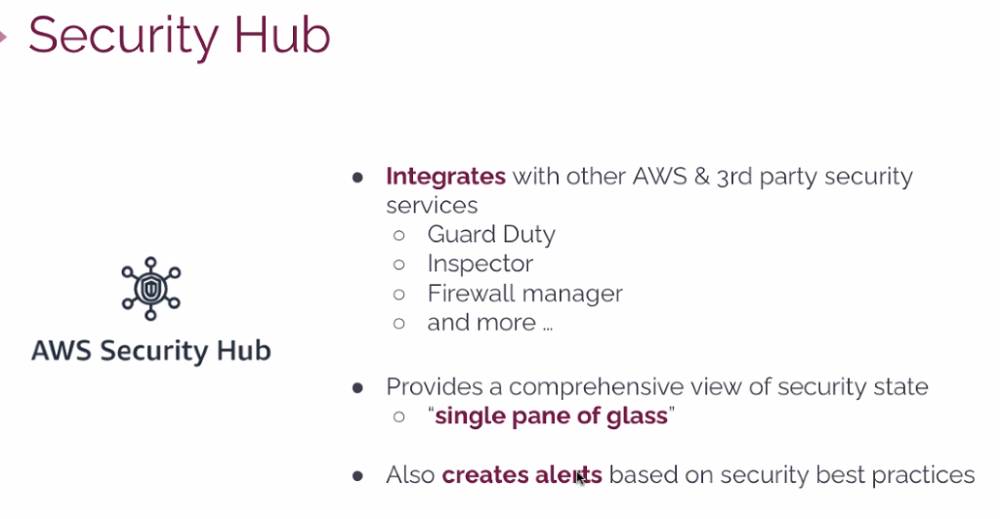 Security Hub
● Integrates with other AWS & 3rd party security
services
○ Guard Duty
○ Inspector
○ Firewall manager
○ and more ...
AWS Security Hub
● Provides a comprehensive view of security state
○ “single pane of glass”
● Also creates alerts based on security best practices